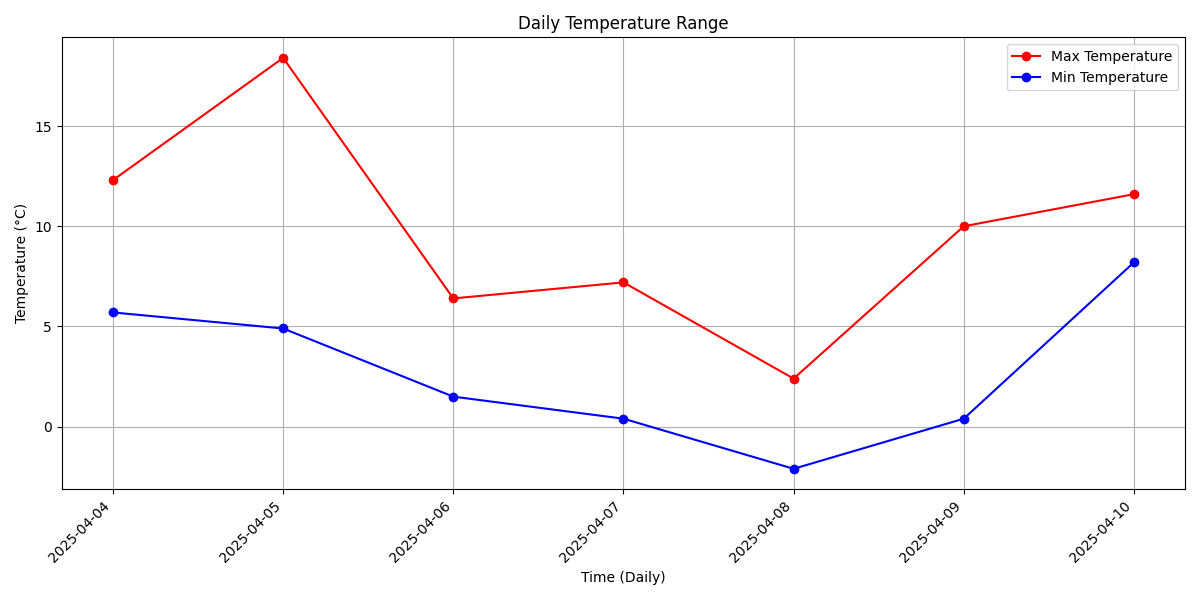 Daily Temperature Range
Max Temperature
Min Temperature
Temperature (°C)
15
10
5
0
2025-04-04
2025-04-05
2025-04-06
2025-04-07
2025-04-08
2025-04-09
2025-04-10
Time (Daily)